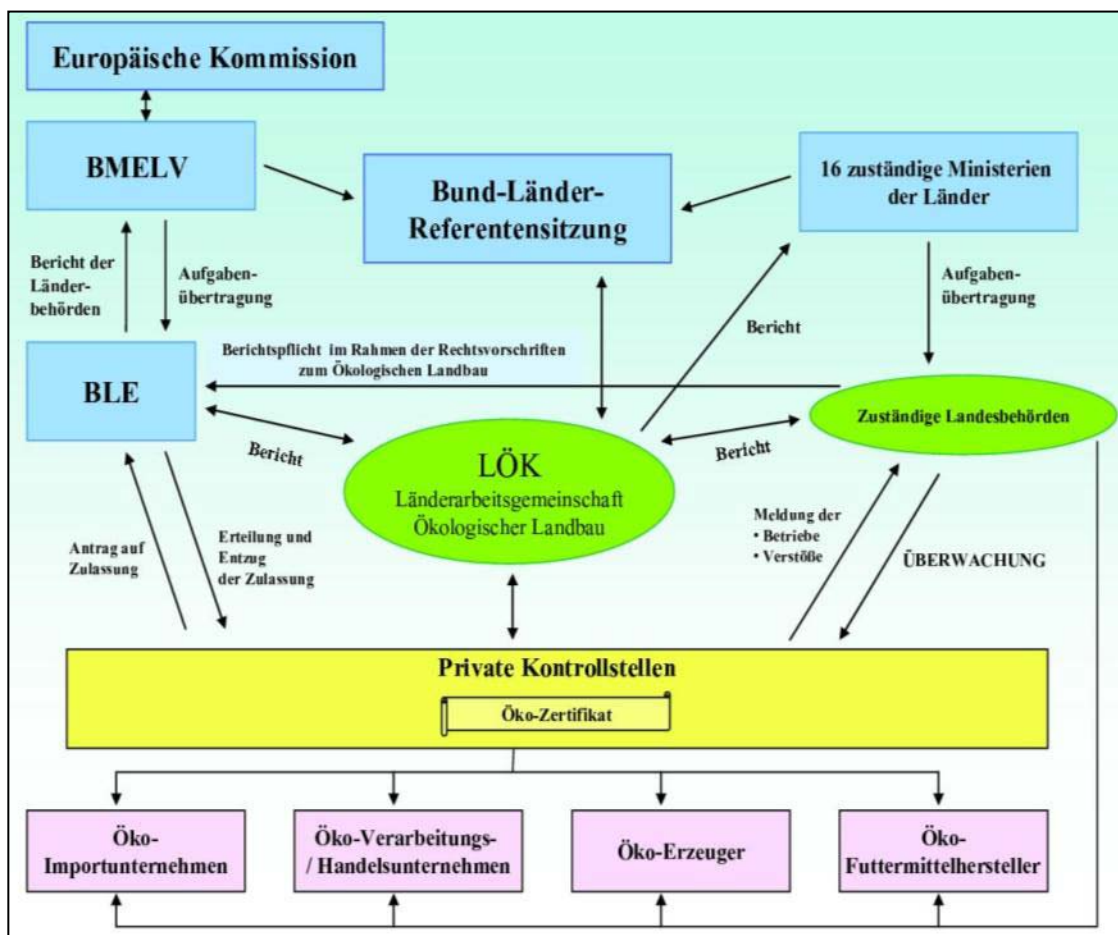 Europäische Kommission
BMELV
Bund-Länder-
Referentensitzung
16 zuständige Ministerien
der Länder
Bericht der
Länder-
behörden
Aufgaben-
übertragung
Bericht
Aufgaben-
übertragung
Berichtspflicht im Rahmen der Rechtsvorschriften
zum Ökologischen Landbau
BLE
Zuständige Landesbehörden
Bericht
LÖK
Länderarbeitsgemeinschaft
Ökologischer Landbau
Bericht
Antrag auf
Zulassung
Erteilung und
Entzug
der Zulassung
Meldung der
• Betriebe
• Verstöße
ÜBERWACHUNG
Private Kontrollstellen
Öko-Zertifikat
Öko-
Importunternehmen
Öko-Verarbeitungs-
/ Handelsunternehmen
Öko-Erzeuger
Öko-
Futtermittelhersteller